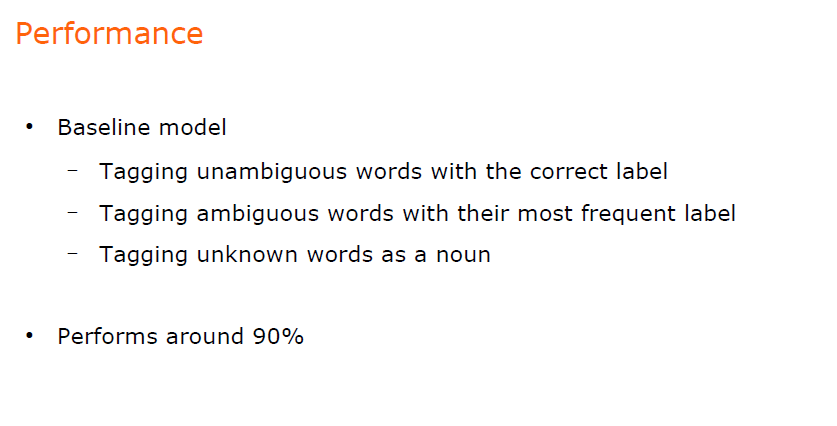 Performance
• Baseline model
– Tagging unambiguous words with the correct label
– Tagging ambiguous words with their most frequent label
– Tagging unknown words as a noun
• Performs around 90%